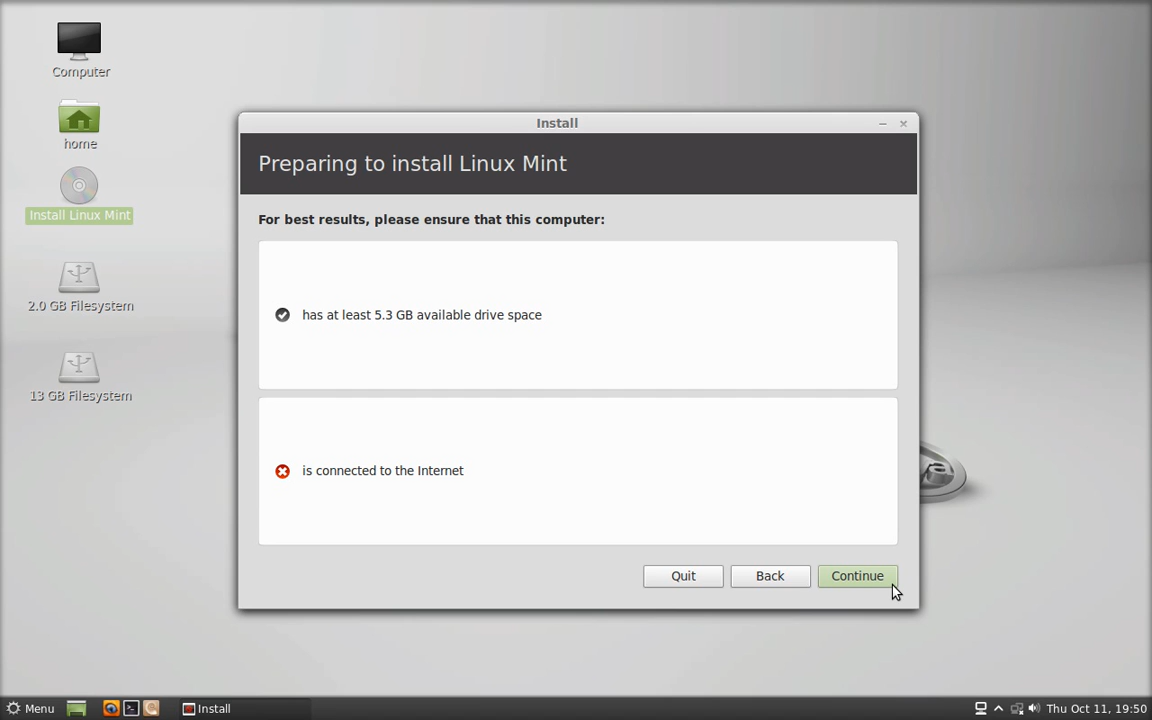 Computer
home
Install Linux Mint
2.0 GB Filesystem
13 GB Filesystem
Install
Preparing to install Linux Mint
For best results, please ensure that this computer:
has at least 5.3 GB available drive space
is connected to the Internet
Quit
Back
Continue
Menu
Install
Thu Oct 11, 19:50